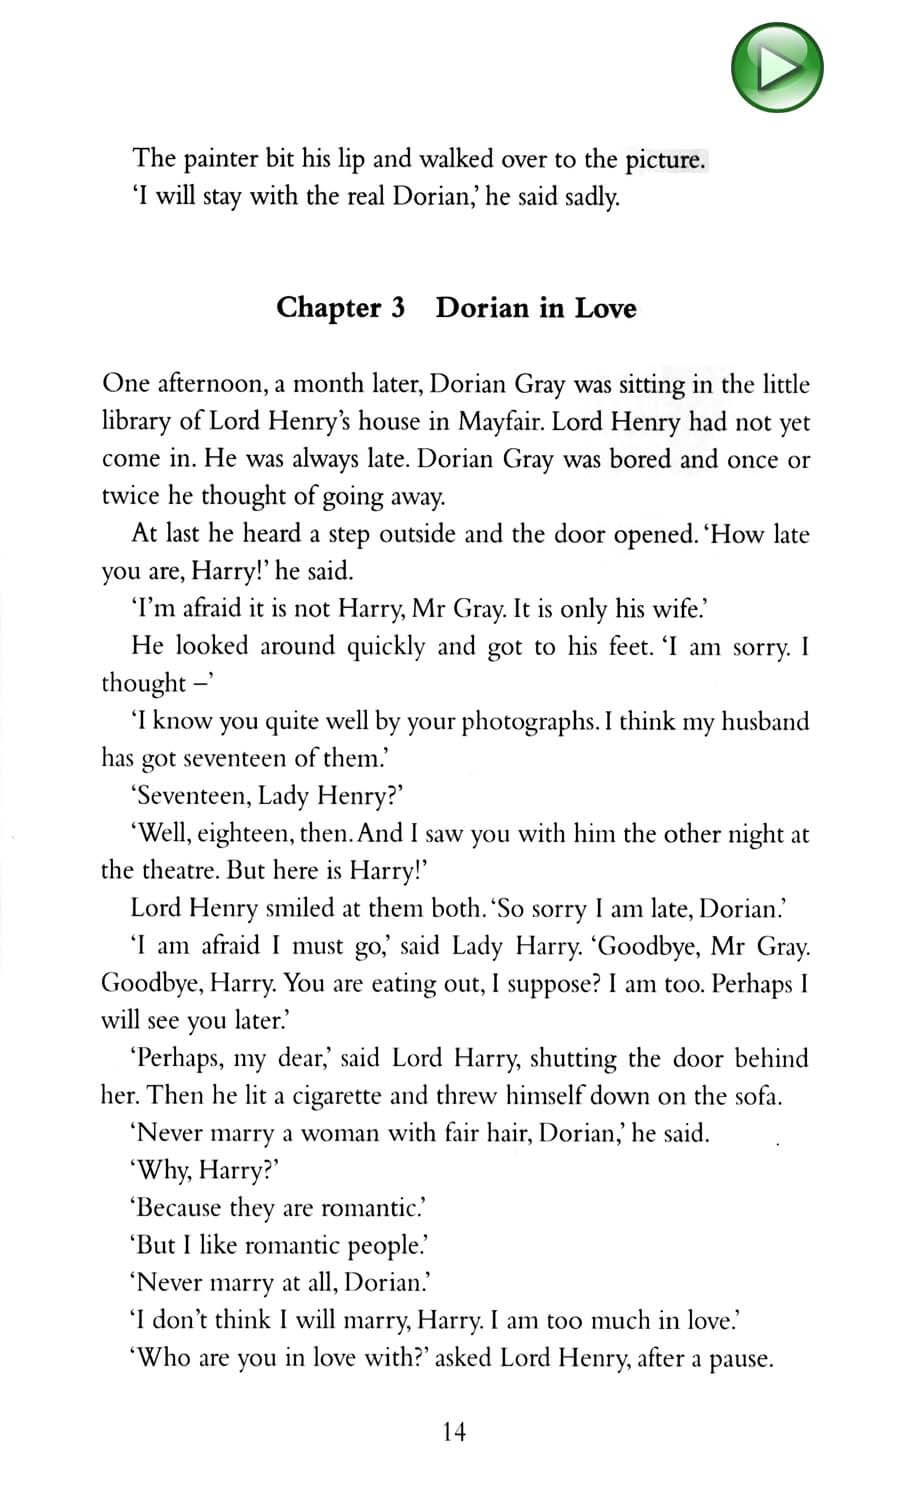 The painter bit his lip and walked over to the picture.
‘I will stay with the real Dorian,’ he said sadly.
Chapter 3 Dorian in Love
One afternoon, a month later, Dorian Gray was sitting in the little
library of Lord Henry’s house in Mayfair. Lord Henry had not yet
come in. He was always late. Dorian Gray was bored and once or
twice he thought of going away.
At last he heard a step outside and the door opened. ‘How late
you are, Harry!’ he said.
‘I’m afraid it is not Harry, Mr Gray. It is only his wife.’
He looked around quickly and got to his feet. ‘I am sorry. I
thought –’
‘I know you quite well by your photographs. I think my husband
has got seventeen of them.’
‘Seventeen, Lady Henry?’
‘Well, eighteen, then. And I saw you with him the other night at
the theatre. But here is Harry!’
Lord Henry smiled at them both. ‘So sorry I am late, Dorian.’
‘I am afraid I must go,’ said Lady Harry. ‘Goodbye, Mr Gray.
Goodbye, Harry. You are eating out, I suppose? I am too. Perhaps I
will see you later.’
‘Perhaps, my dear,’ said Lord Harry, shutting the door behind
her. Then he lit a cigarette and threw himself down on the sofa.
‘Never marry a woman with fair hair, Dorian,’ he said.
‘Why, Harry?’
‘Because they are romantic.’
‘But I like romantic people.’
‘Never marry at all, Dorian.’
‘I don’t think I will marry, Harry. I am too much in love.’
‘Who are you in love with?’ asked Lord Henry, after a pause.
14